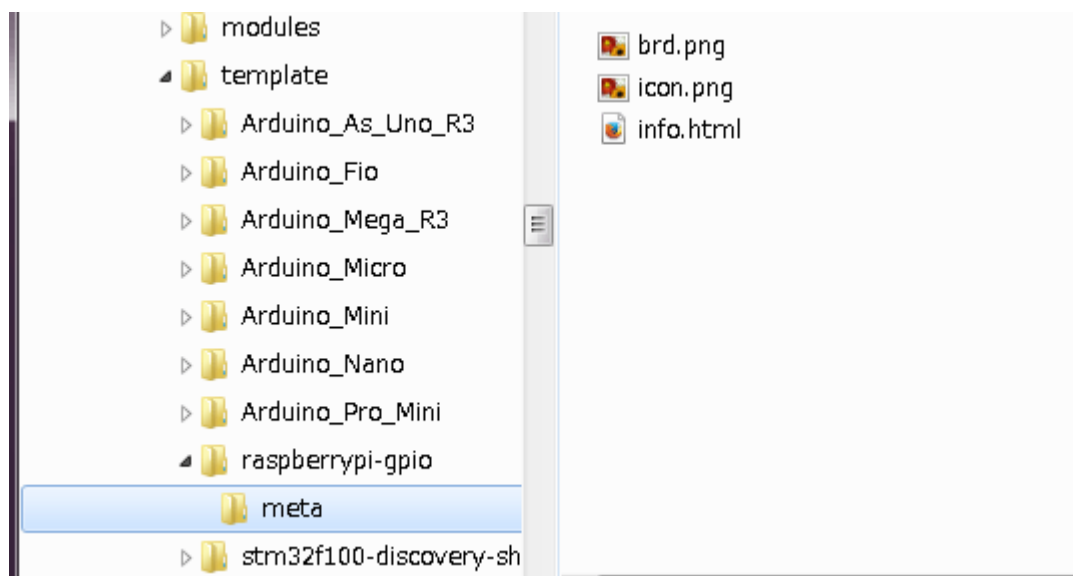 modules
template
Arduino_As_Uno_R3
Arduino_Fio
Arduino_Mega_R3
Arduino_Micro
Arduino_Mini
Arduino_Nano
Arduino_Pro_Mini
raspberrypi-gpio
meta
stm32f100-discovery-sh
brd.png
icon.png
info.html